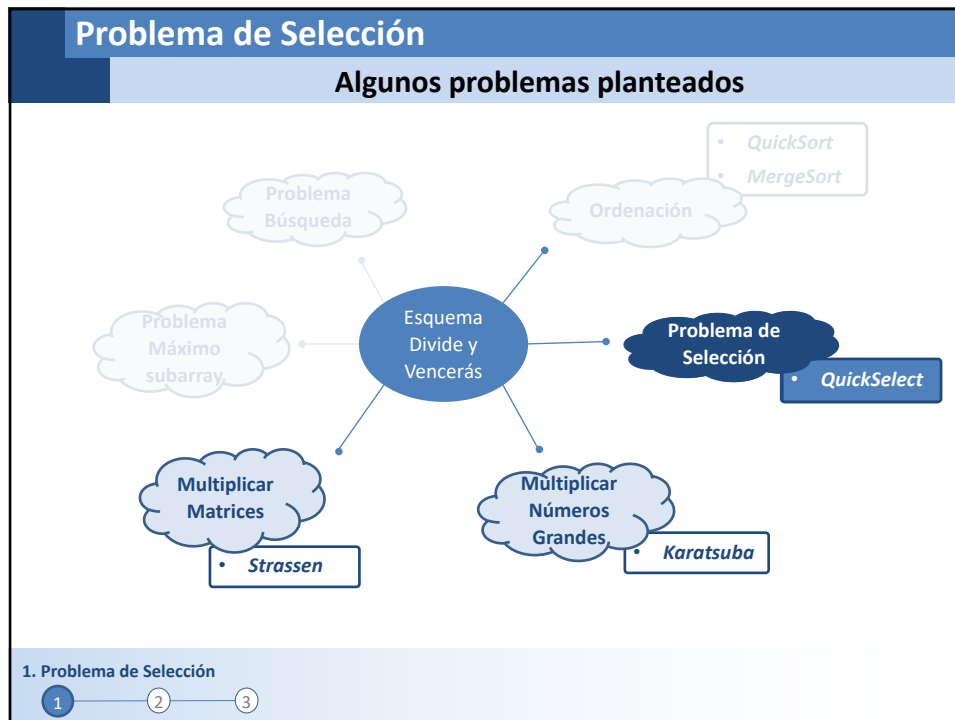 Problema de Selección
Algunos problemas planteados
• QuickSort
• MergeSort
Problema
Búsqueda
Ordenación
Problema
Máximo
subarray
Esquema
Divide y
Vencerás
Problema de
Selección
• QuickSelect
Multiplicar
Matrices
• Strassen
Multiplicar
Números
Grandes
• Karatsuba
1. Problema de Selección
1
2
3